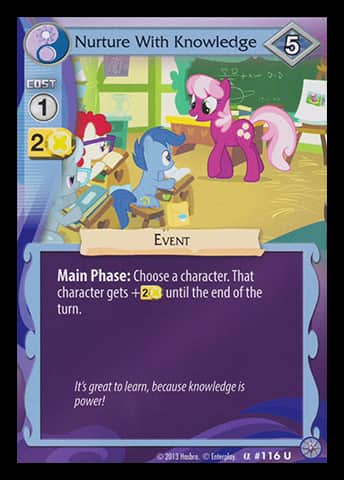 Nurture With Knowledge
5
COST
1
2
EVENT
Main Phase: Choose a character. That
character gets +2 until the end of the
turn.
It's great to learn, because knowledge is
power!
© 2013 Hasbro. © Enterplay. α #116 U